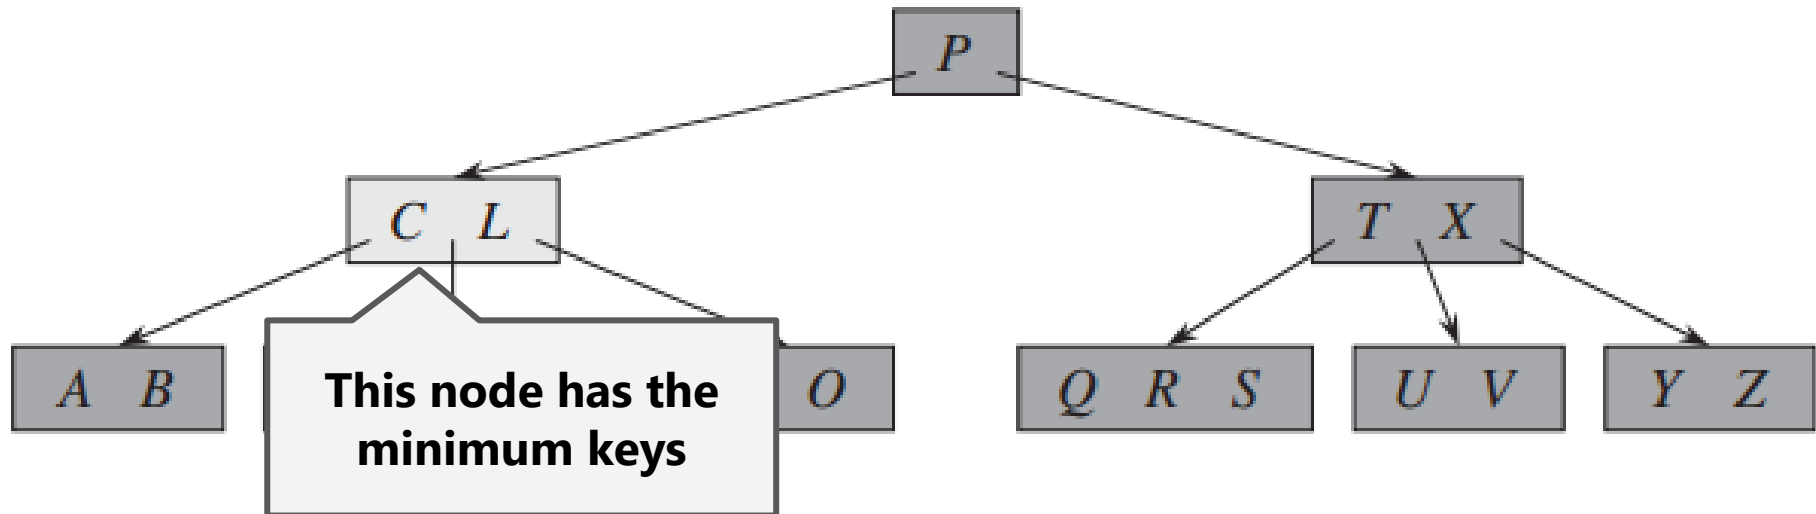 P
C L
T X
A B
O
Q R S
U V
Y Z
This node has the
minimum keys